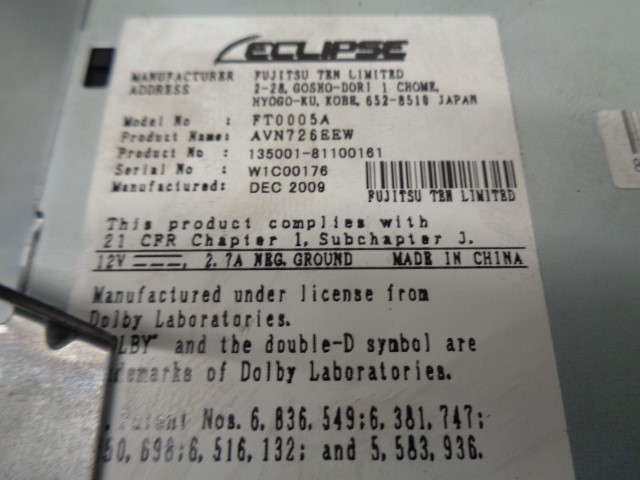 ECLIPSE
MANUFACTURER FUJITSU TEN LIMITED
ADDRESS 2-28, GOSHO-DORI 1 CHOME,
HYOGO-KU, KOBE, 652-8510 JAPAN
Model No : FT0005A
Product Name: AVN726EEW
Product No : 135001-81100161
Serial No : W1C00176
Manufactured: DEC 2009
FUJITSU TEN LIMITED
This product complies with
21 CFR Chapter 1, Subchapter J.
12V ⎓, 2.7A NEG. GROUND MADE IN CHINA
Manufactured under license from
Dolby Laboratories.
OLBY" and the double-D symbol are
demarks of Dolby Laboratories.
. Patent Nos. 6,836,549;6,381,747;
50,698;6,516,132; and 5,583,936.